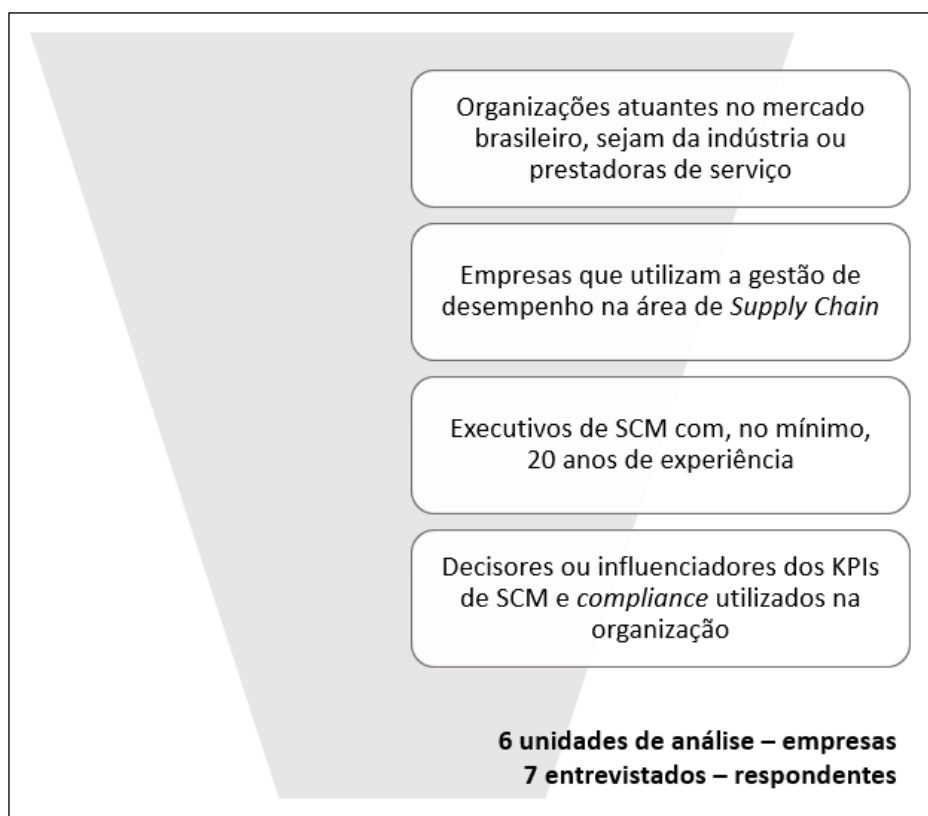 Organizações atuantes no mercado
brasileiro, sejam da indústria ou
prestadoras de serviço
Empresas que utilizam a gestão de
desempenho na área de Supply Chain
Executivos de SCM com, no mínimo,
20 anos de experiência
Decisores ou influenciadores dos KPIs
de SCM e compliance utilizados na
organização
6 unidades de análise – empresas
7 entrevistados – respondentes